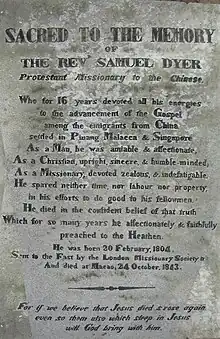 SACRED TO THE MEMORY
OF
THE REVᴰ SAMUEL DYER
Protestant Missionary to the Chinese.
Who for 16 years devoted all his energies
to the advancement of the Gospel
among the emigrants from China
settled in Pinang Malacca & Singapore
As a Man, he was amiable & affectionate,
As a Christian, upright, sincere, & humble-minded,
As a Missionary, devoted zealous, & indefatigable.
He spared neither time, nor labour nor property,
in his efforts to do good to his fellowmen.
He died in the confident belief of that truth
Which for so many years he affectionately & faithfully
preached to the Heathen.
He was born 20 February, 1804,
Sent to the East by the London Missionary Society
And died at Macao, 24 October, 1843.
For if we believe that Jesus died & rose again
even so them also which sleep in Jesus
will God bring with him.